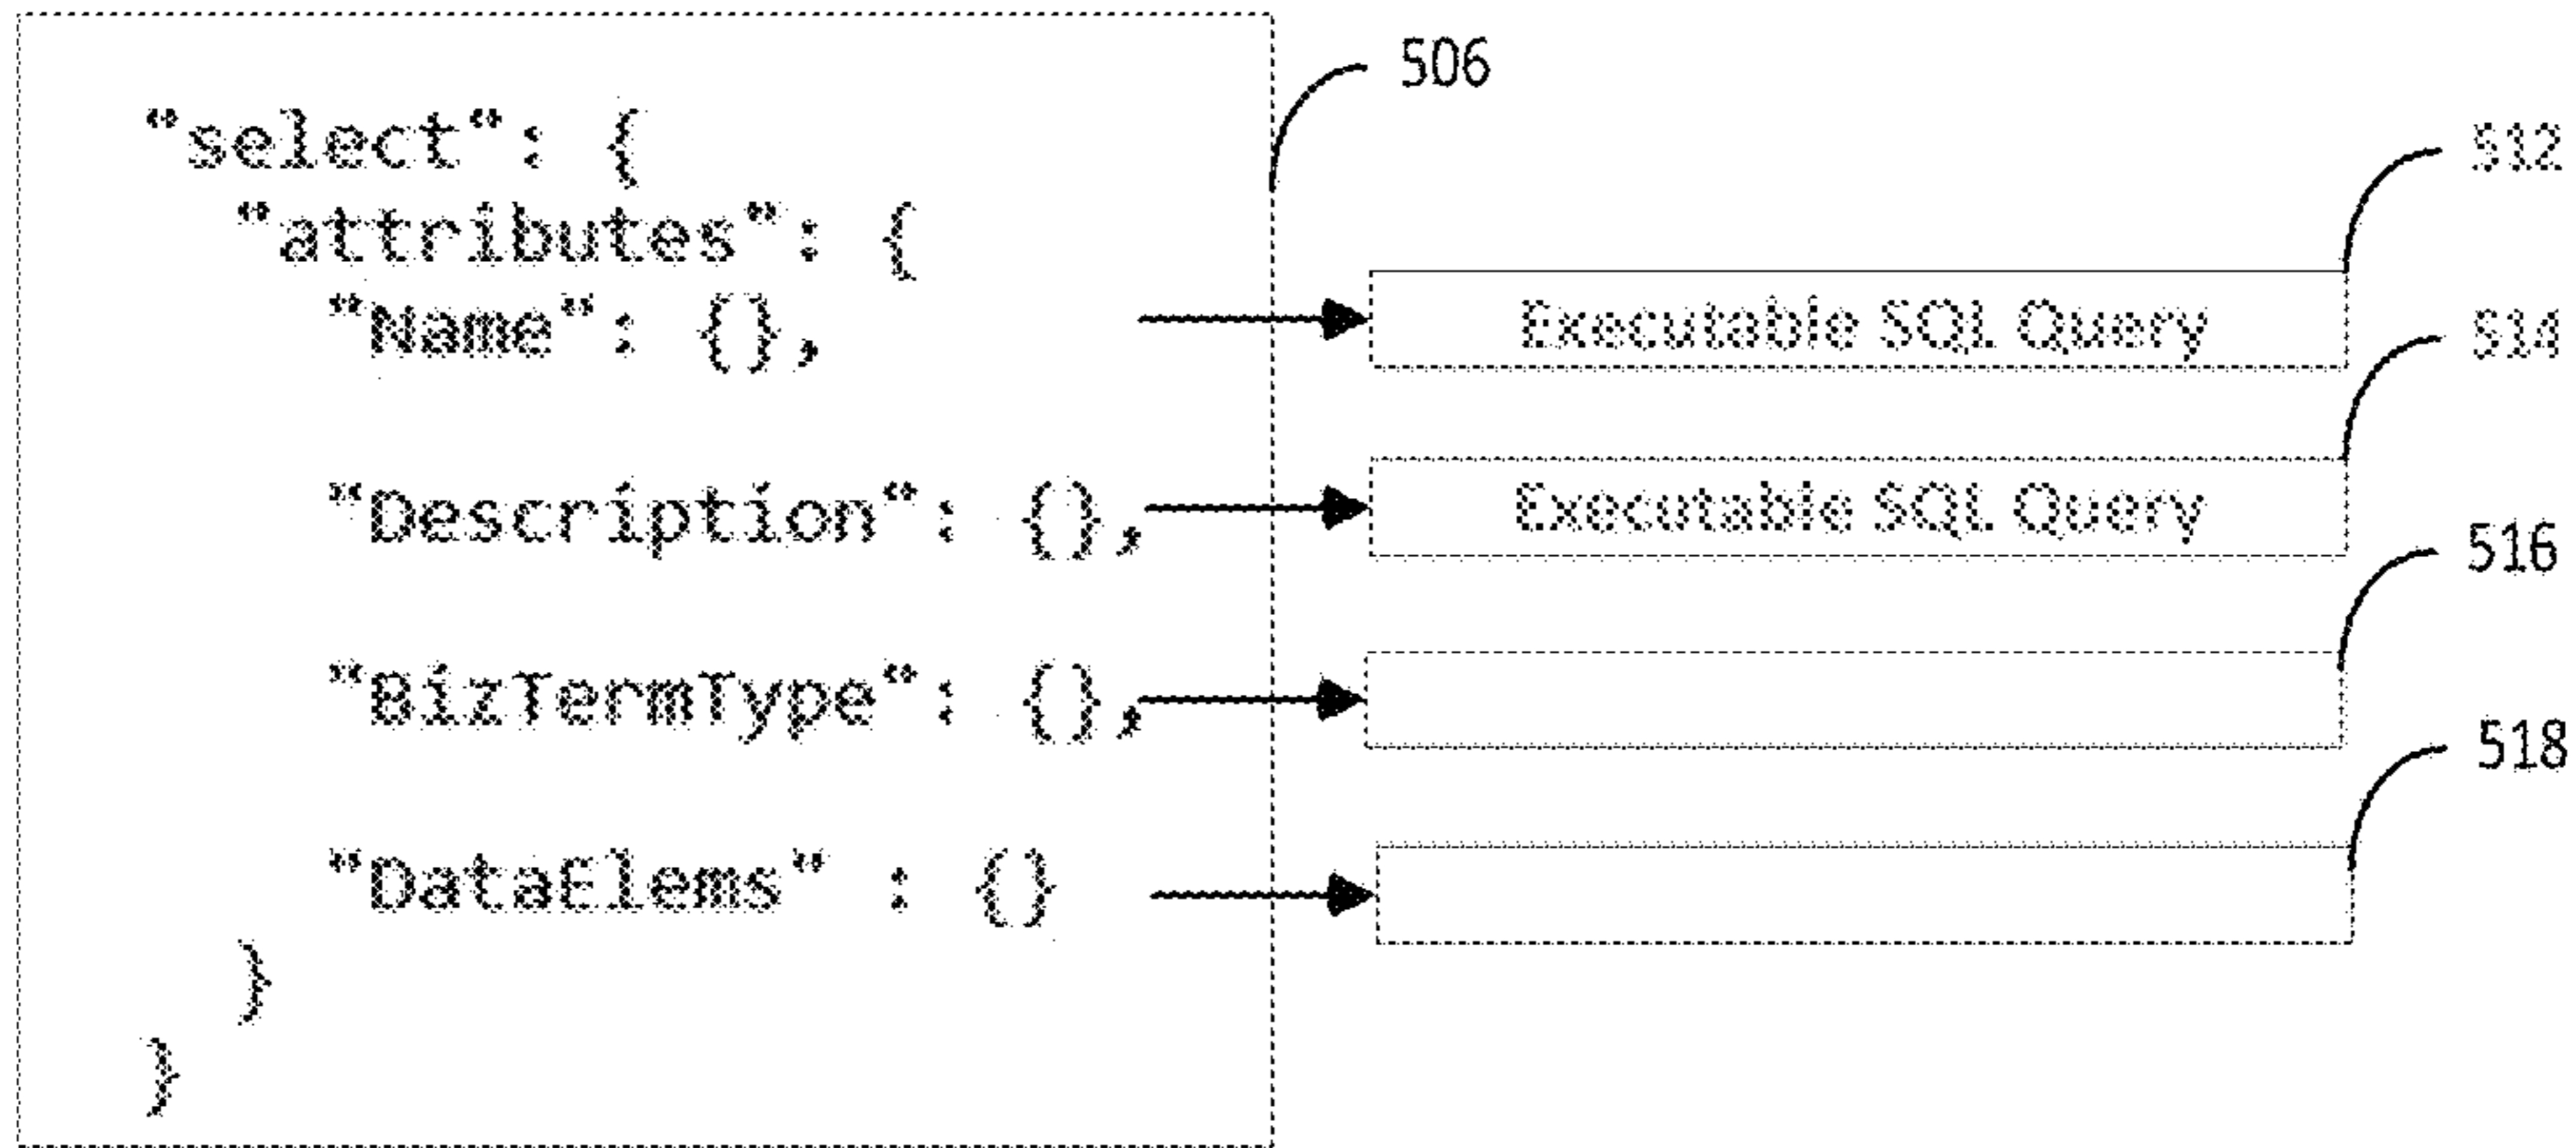 506
"select": {
512
"attributes": {
"Name": {},
Executable SQL Query
514
"Description": {},
Executable SQL Query
516
"BizTermType": {},
518
"DataElems" : {}
}
}